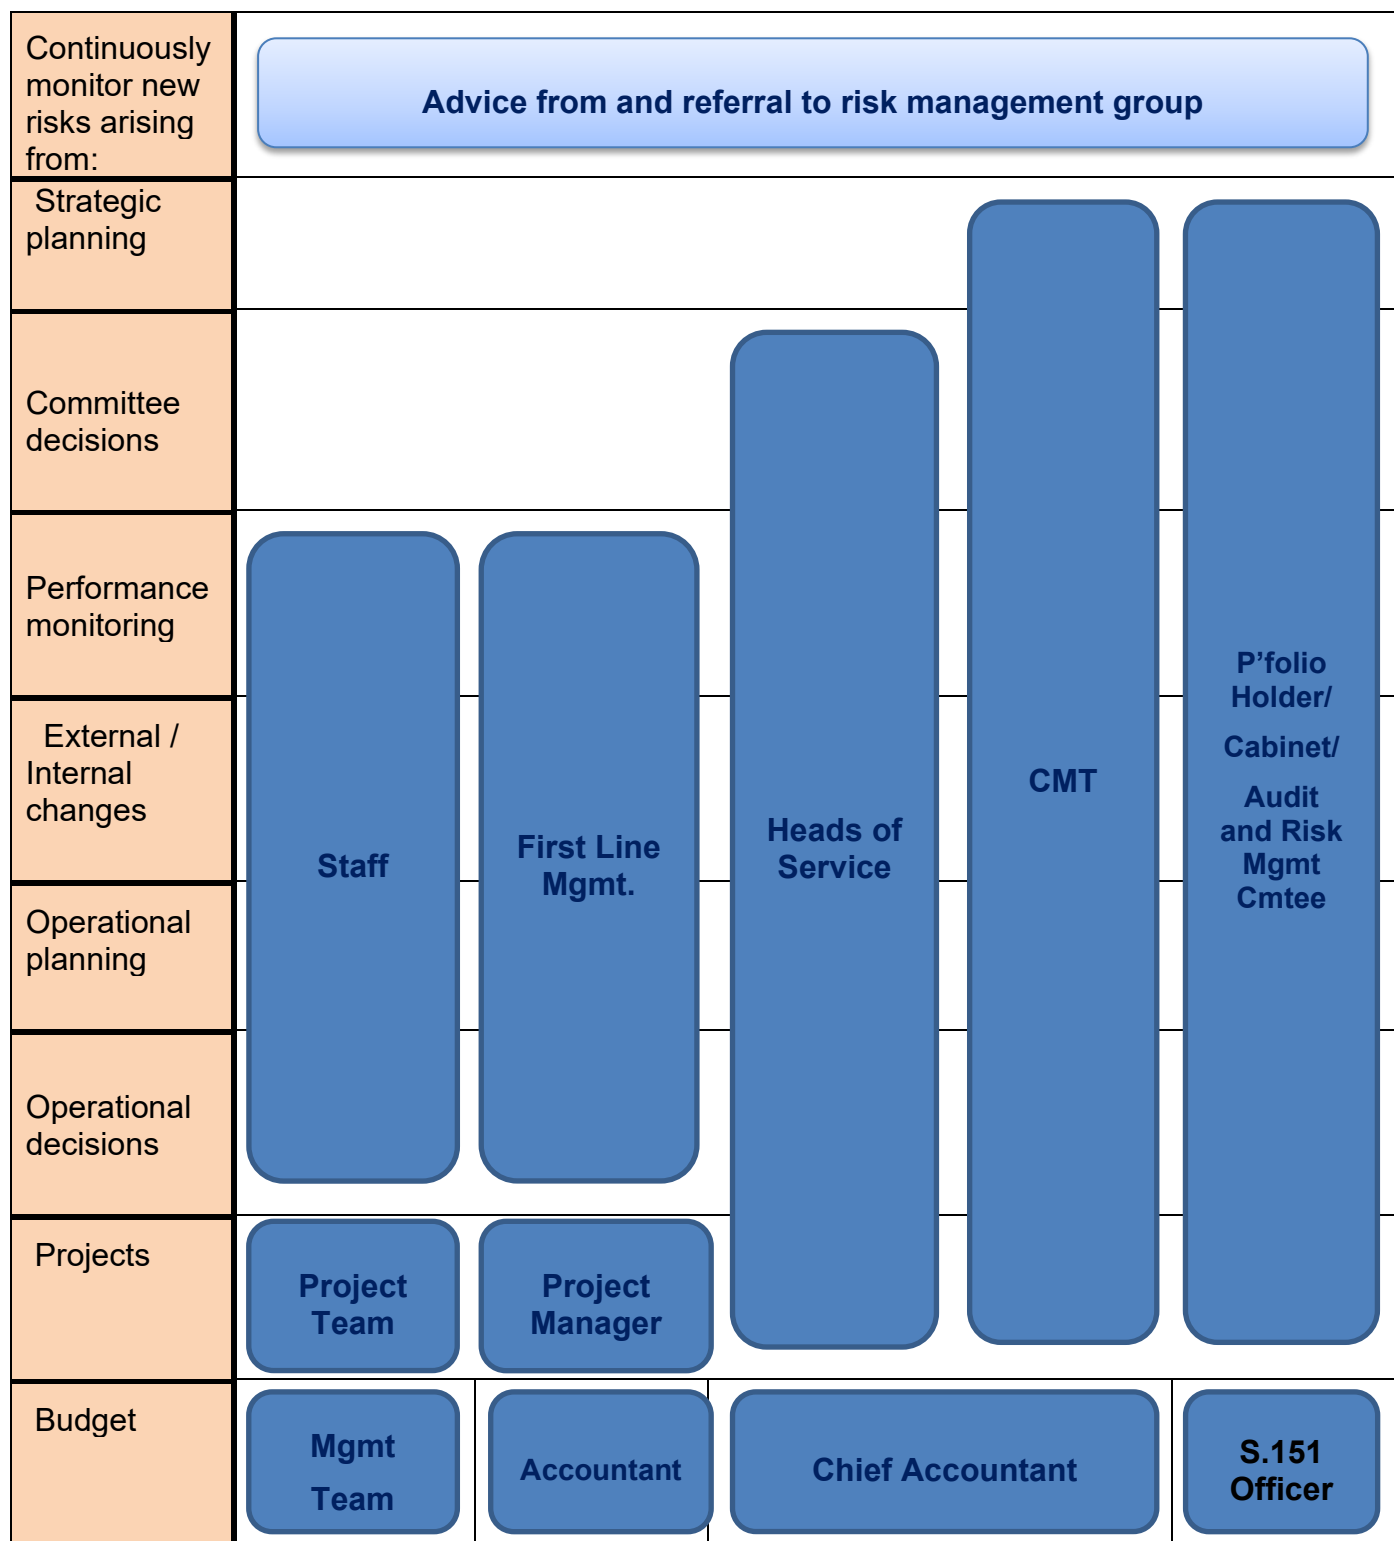 Continuously
monitor new
risks arising
from:
Advice from and referral to risk management group
Strategic
planning
Committee
decisions
Performance
monitoring
External /
Internal
changes
Operational
planning
Operational
decisions
Staff
First Line
Mgmt.
Heads of
Service
CMT
P’folio
Holder/
Cabinet/
Audit
and Risk
Mgmt
Cmtee
Projects
Project
Team
Project
Manager
Budget
Mgmt
Team
Accountant
Chief Accountant
S.151
Officer